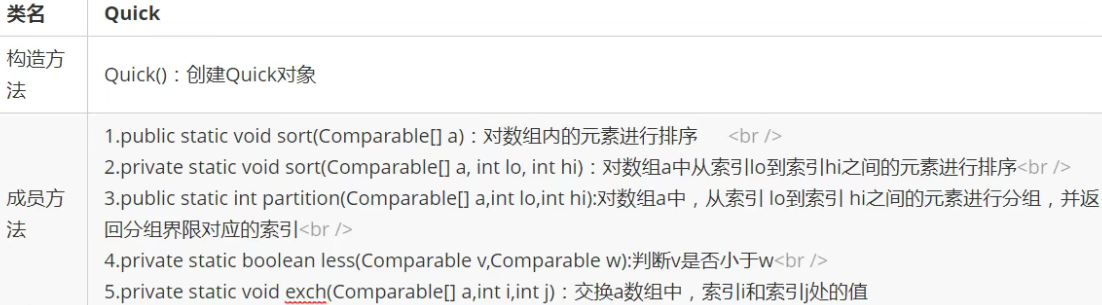 类名 Quick
构造方
法
Quick()：创建Quick对象
成员方
法
1.public static void sort(Comparable[] a)：对数组内的元素进行排序 <br />
2.private static void sort(Comparable[] a, int lo, int hi)：对数组a中从索引lo到索引hi之间的元素进行排序<br />
3.public static int partition(Comparable[] a,int lo,int hi):对数组a中，从索引 lo到索引 hi之间的元素进行分组，并返
回分组界限对应的索引<br />
4.private static boolean less(Comparable v,Comparable w):判断v是否小于w<br />
5.private static void exch(Comparable[] a,int i,int j)：交换a数组中，索引i和索引j处的值